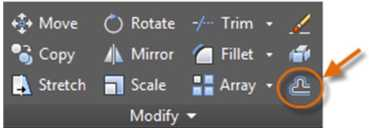 Move Rotate Trim
Copy Mirror Fillet
Stretch Scale Array
Modify